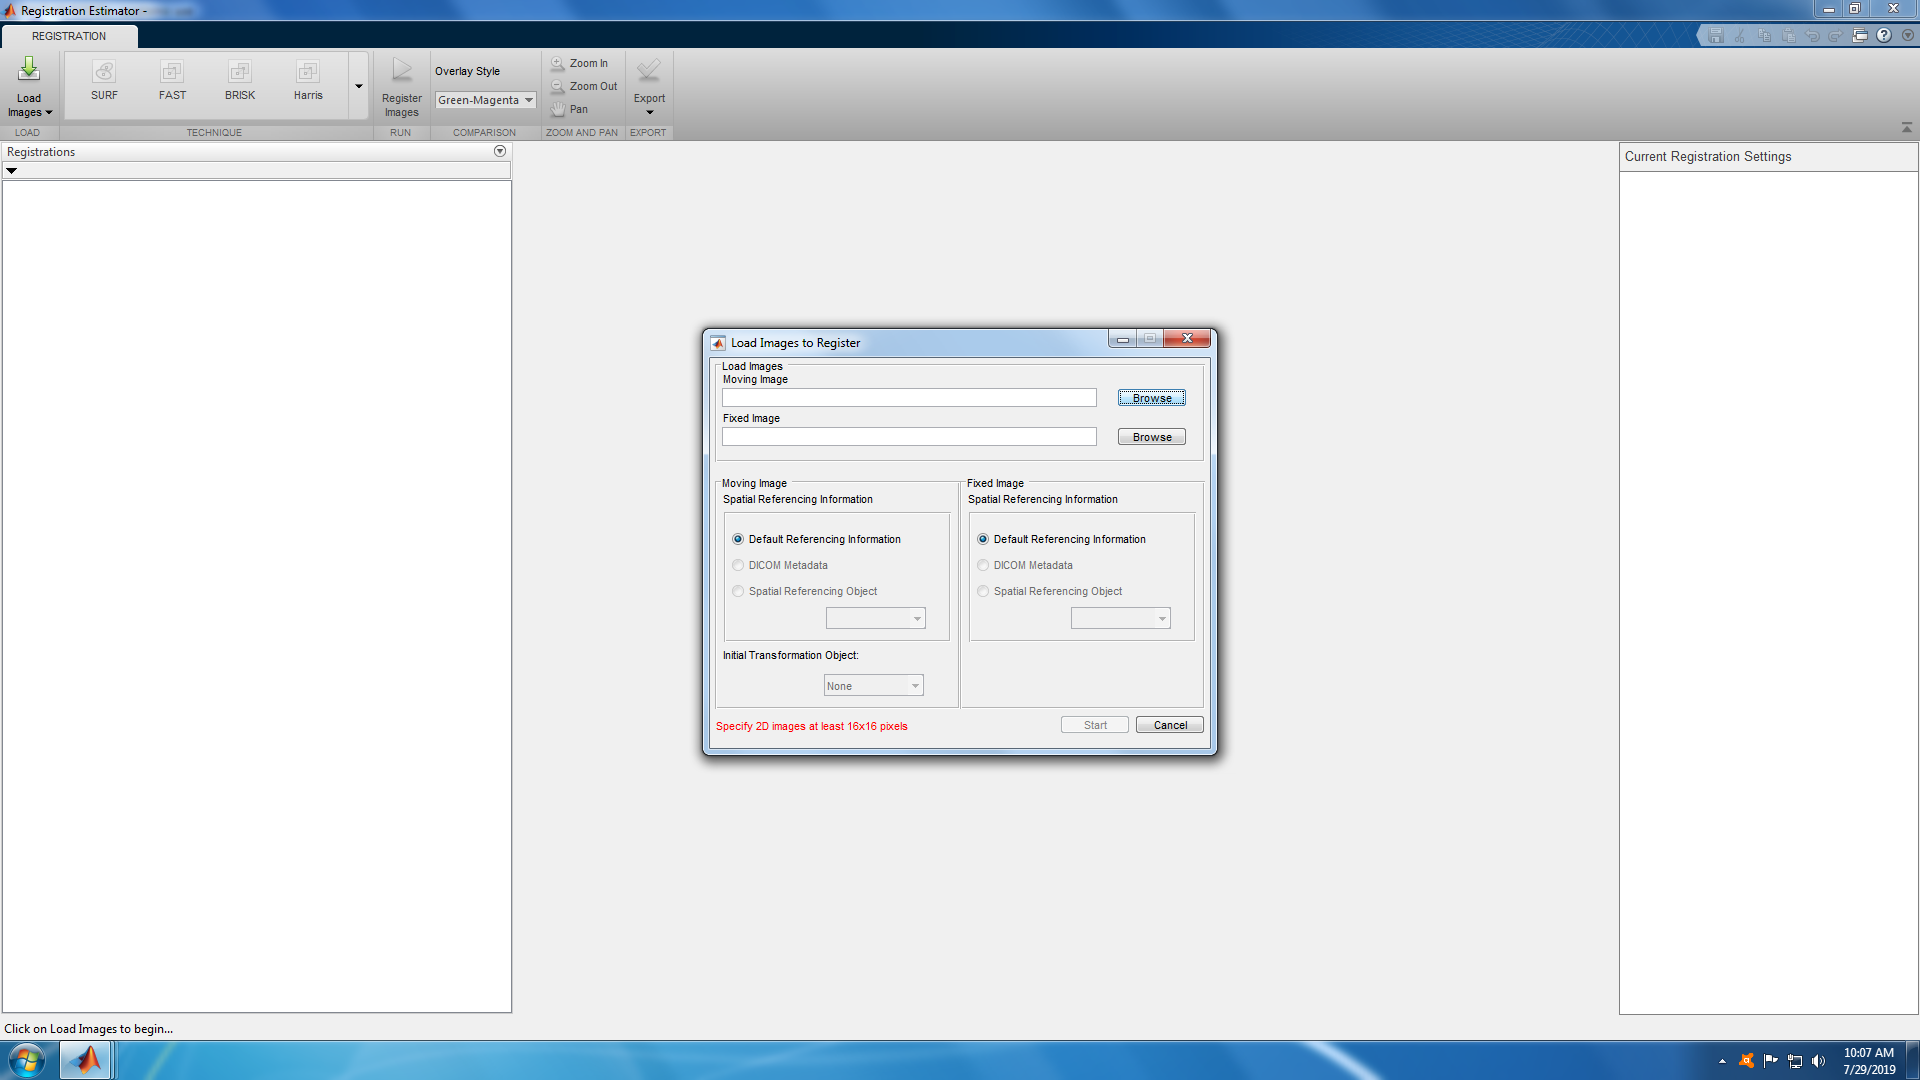 Registration Estimator -
REGISTRATION
Load Images
SURF
FAST
BRISK
Harris
Register Images
Overlay Style
Green-Magenta
Zoom In
Zoom Out
Pan
Export
LOAD
TECHNIQUE
RUN
COMPARISON
ZOOM AND PAN
EXPORT
Registrations
Current Registration Settings
Load Images to Register
Load Images
Moving Image
Browse
Fixed Image
Browse
Moving Image
Spatial Referencing Information
Default Referencing Information
DICOM Metadata
Spatial Referencing Object
Initial Transformation Object:
None
Fixed Image
Spatial Referencing Information
Default Referencing Information
DICOM Metadata
Spatial Referencing Object
Specify 2D images at least 16x16 pixels
Start
Cancel
Click on Load Images to begin...
10:07 AM
7/29/2019